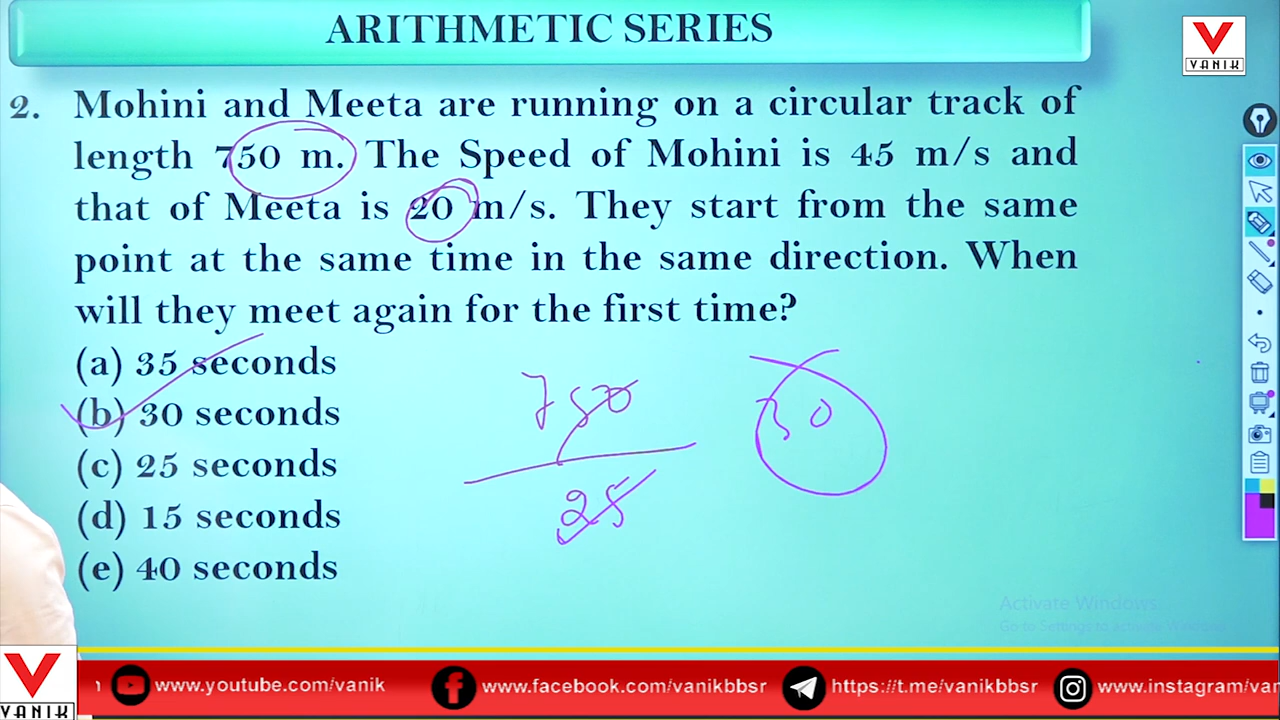 ARITHMETIC SERIES
VANIK
2. Mohini and Meeta are running on a circular track of
length 750 m. The Speed of Mohini is 45 m/s and
that of Meeta is 20 m/s. They start from the same
point at the same time in the same direction. When
will they meet again for the first time?
(a) 35 seconds
(b) 30 seconds
(c) 25 seconds
(d) 15 seconds
(e) 40 seconds
750
25
30
Activate Windows
Go to Settings to Activate Windows.
VANIK
www.youtube.com/vanik
www.facebook.com/vanikbbsr
https://t.me/vanikbbsr
www.instagram/van